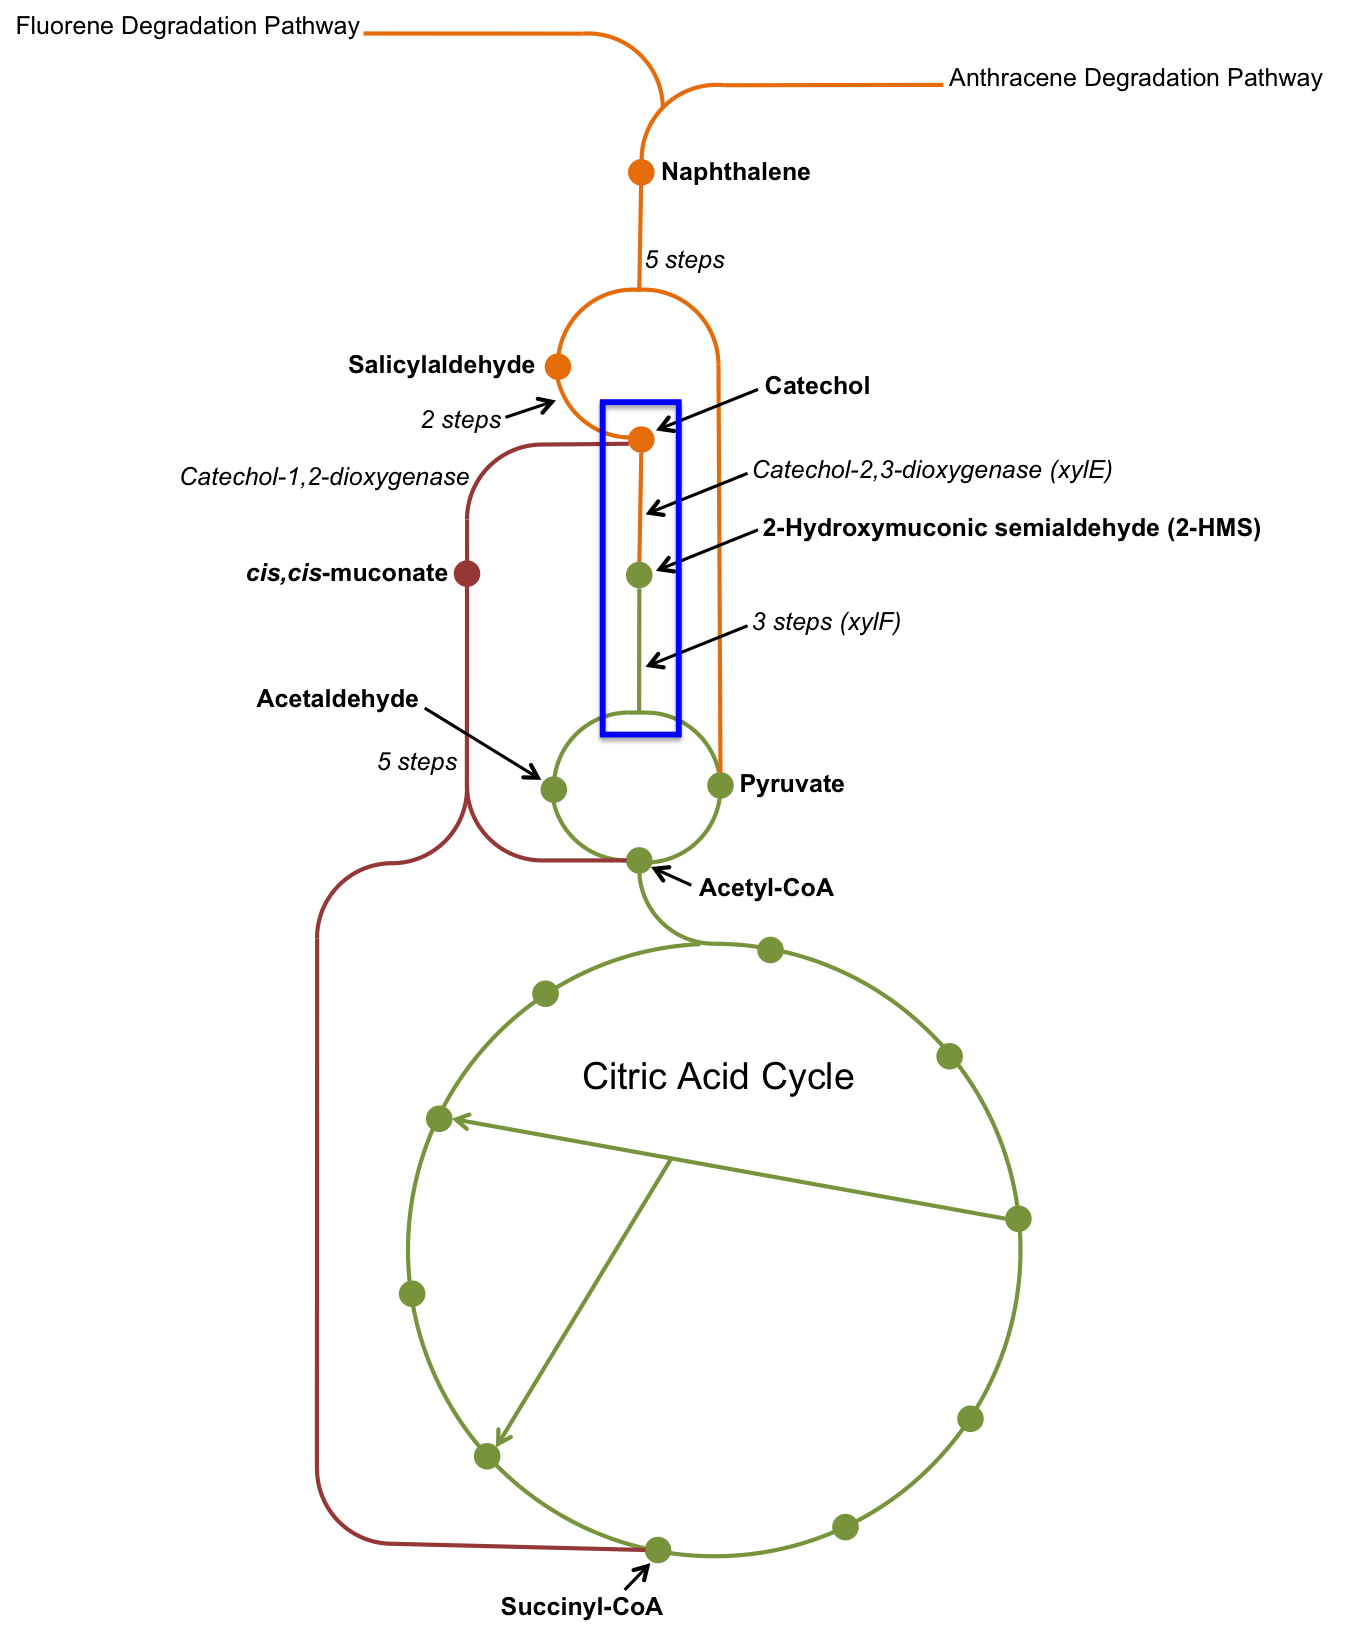 Fluorene Degradation Pathway
Anthracene Degradation Pathway
Naphthalene
5 steps
Salicylaldehyde
Catechol
2 steps
Catechol-1,2-dioxygenase
Catechol-2,3-dioxygenase (xylE)
2-Hydroxymuconic semialdehyde (2-HMS)
cis,cis-muconate
3 steps (xylF)
Acetaldehyde
5 steps
Pyruvate
Acetyl-CoA
Citric Acid Cycle
Succinyl-CoA